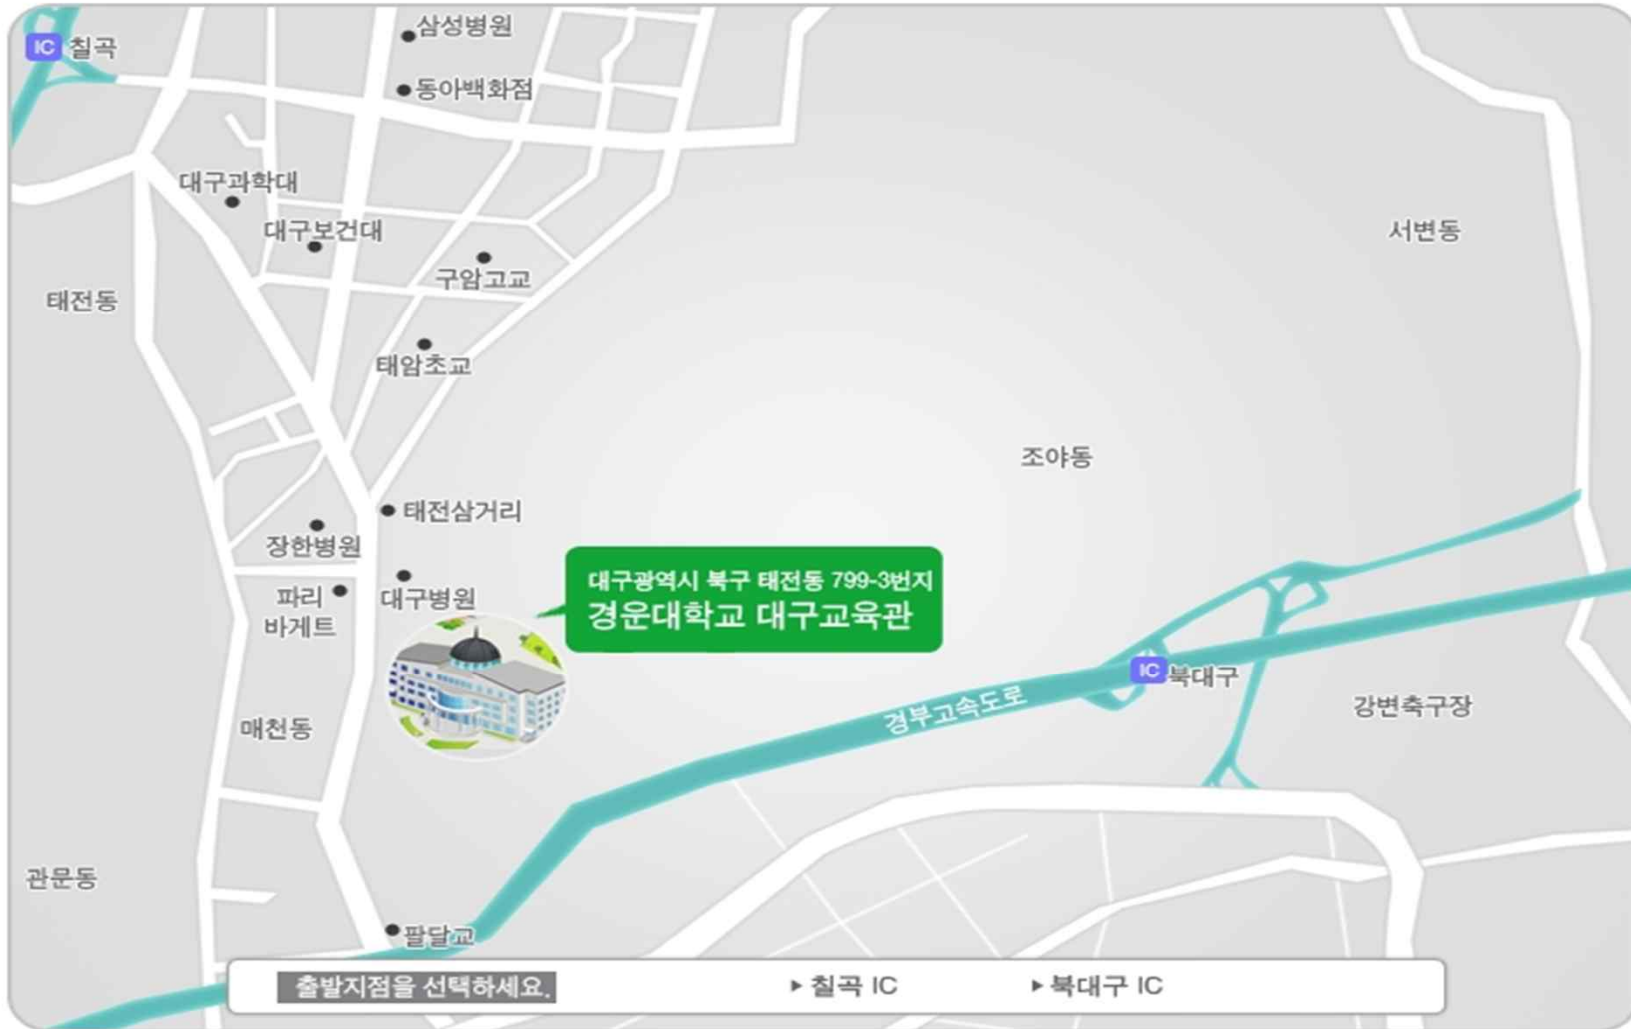 삼성병원
IC 칠곡
동아백화점
대구과학대
대구보건대
서변동
구암고교
태전동
태암초교
조야동
태전삼거리
장한병원
대구광역시 북구 태전동 799-3번지
경운대학교 대구교육관
파리
바게트
대구병원
IC 북대구
경부고속도로
강변축구장
매천동
관문동
팔달교
출발지점을 선택하세요.
▸ 칠곡 IC
▸ 북대구 IC